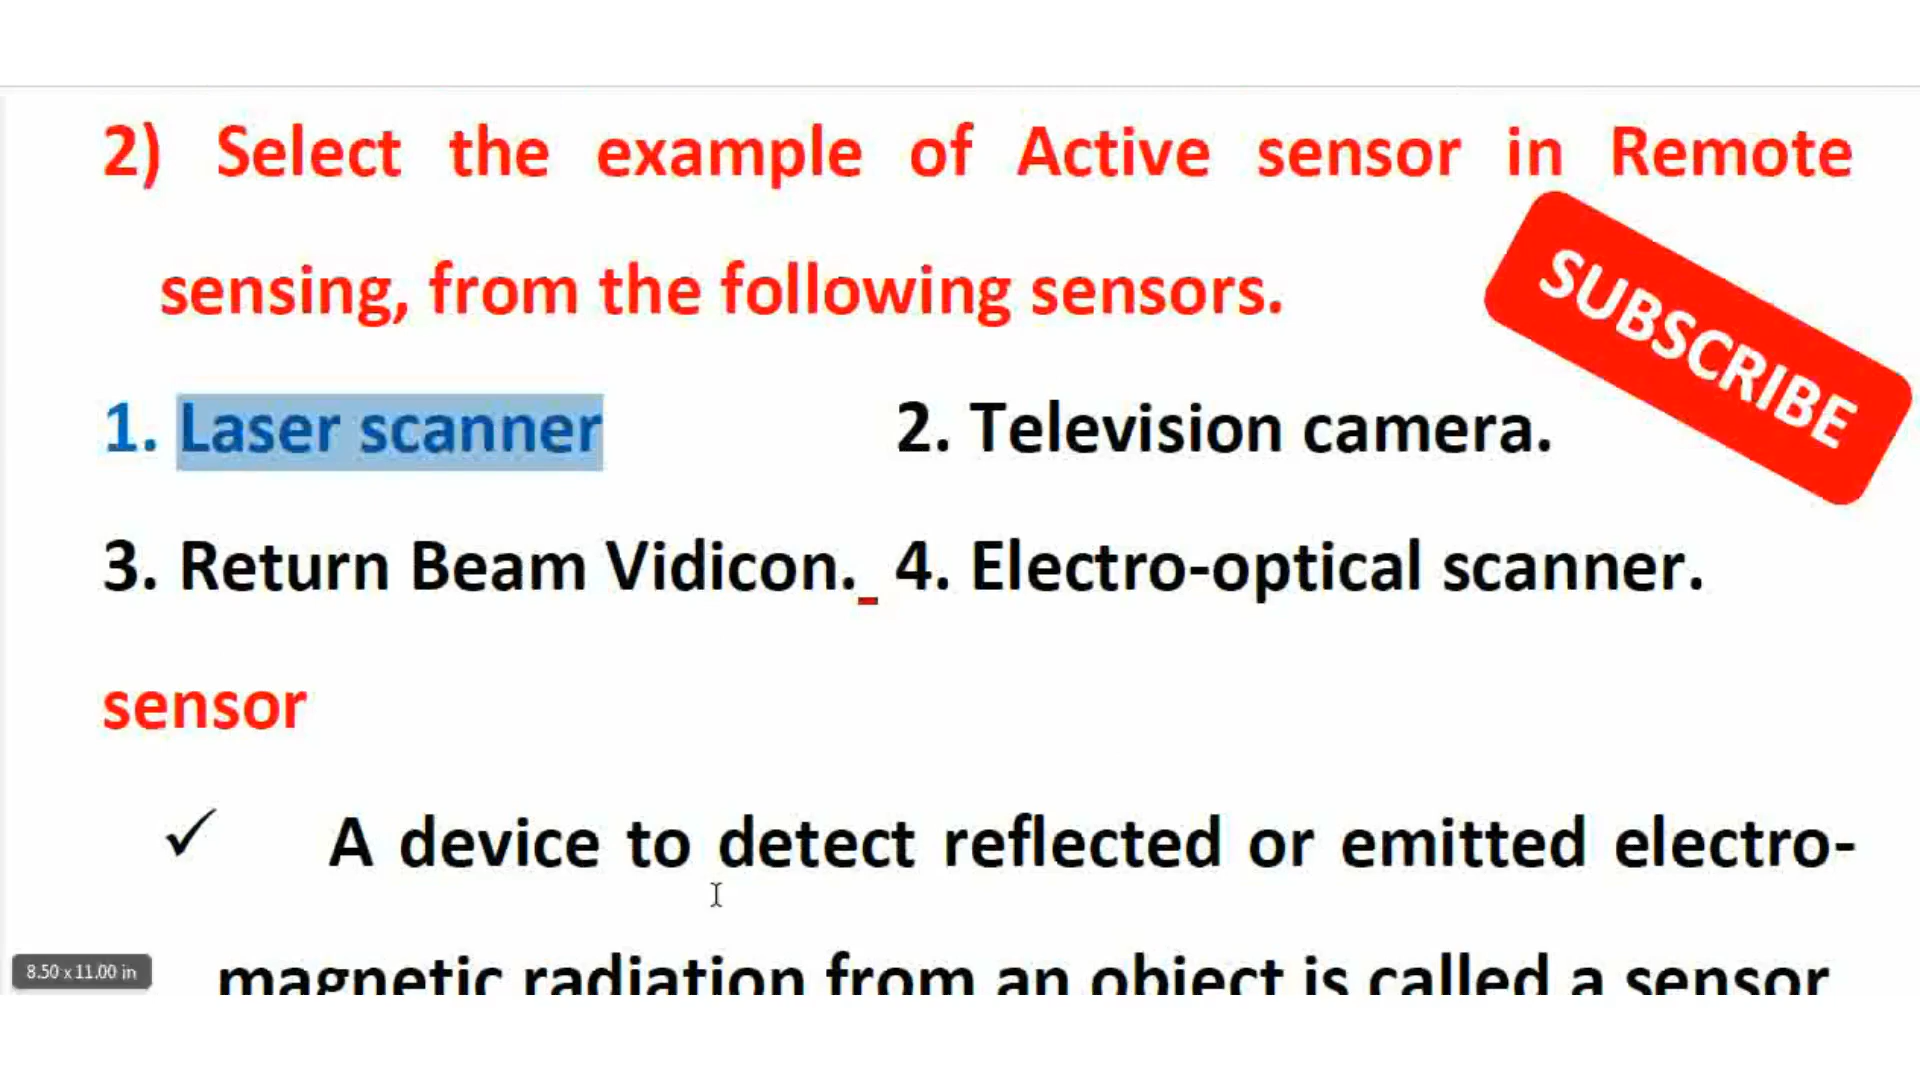 2) Select the example of Active sensor in Remote
sensing, from the following sensors.
SUBSCRIBE
1. Laser scanner 2. Television camera.
3. Return Beam Vidicon. 4. Electro-optical scanner.
sensor
✓ A device to detect reflected or emitted electro-
magnetic radiation from an object is called a sensor
8.50 x 11.00 in